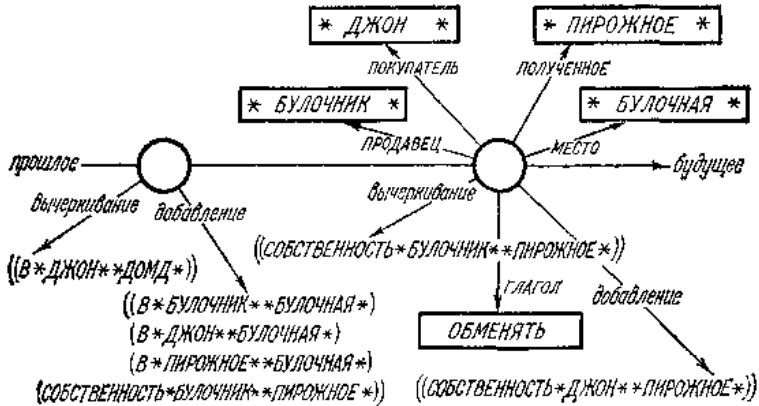 * ДЖОН *
* ПИРОЖНОЕ *
ПОКУПАТЕЛЬ
ПОЛУЧЕННОЕ
* БУЛОЧНИК *
* БУЛОЧНАЯ *
ПРОДАВЕЦ
МЕСТО
прошлое
будущее
вычеркивание
добавление
вычеркивание
((СОБСТВЕННОСТЬ*БУЛОЧНИК**ПИРОЖНОЕ*))
((В*ДЖОН**ДОМД*))
ГЛАГОЛ
добавление
((В*БУЛОЧНИК**БУЛОЧНАЯ*)
(В*ДЖОН**БУЛОЧНАЯ*)
ОБМЕНЯТЬ
(В*ПИРОЖНОЕ**БУЛОЧНАЯ*)
(СОБСТВЕННОСТЬ*БУЛОЧНИК**ПИРОЖНОЕ*))
((СОБСТВЕННОСТЬ*ДЖОН**ПИРОЖНОЕ*))